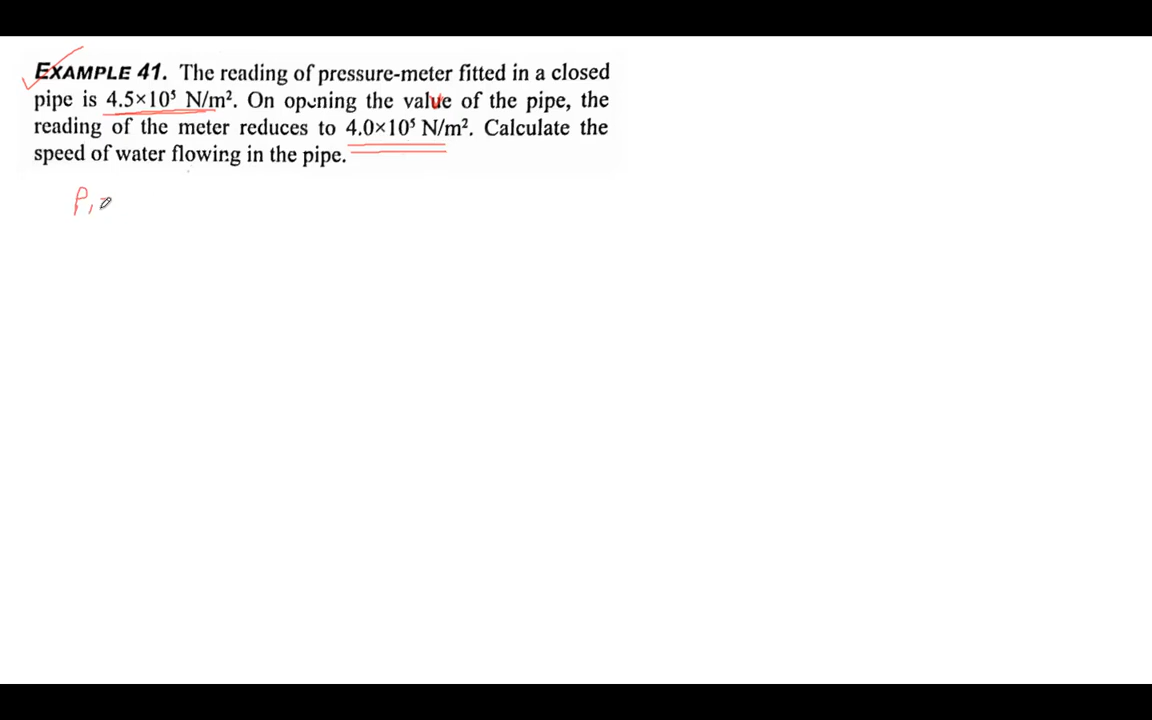 EXAMPLE 41. The reading of pressure-meter fitted in a closed
pipe is 4.5×10⁵ N/m². On opening the valve of the pipe, the
reading of the meter reduces to 4.0×10⁵ N/m². Calculate the
speed of water flowing in the pipe.
P₁ =